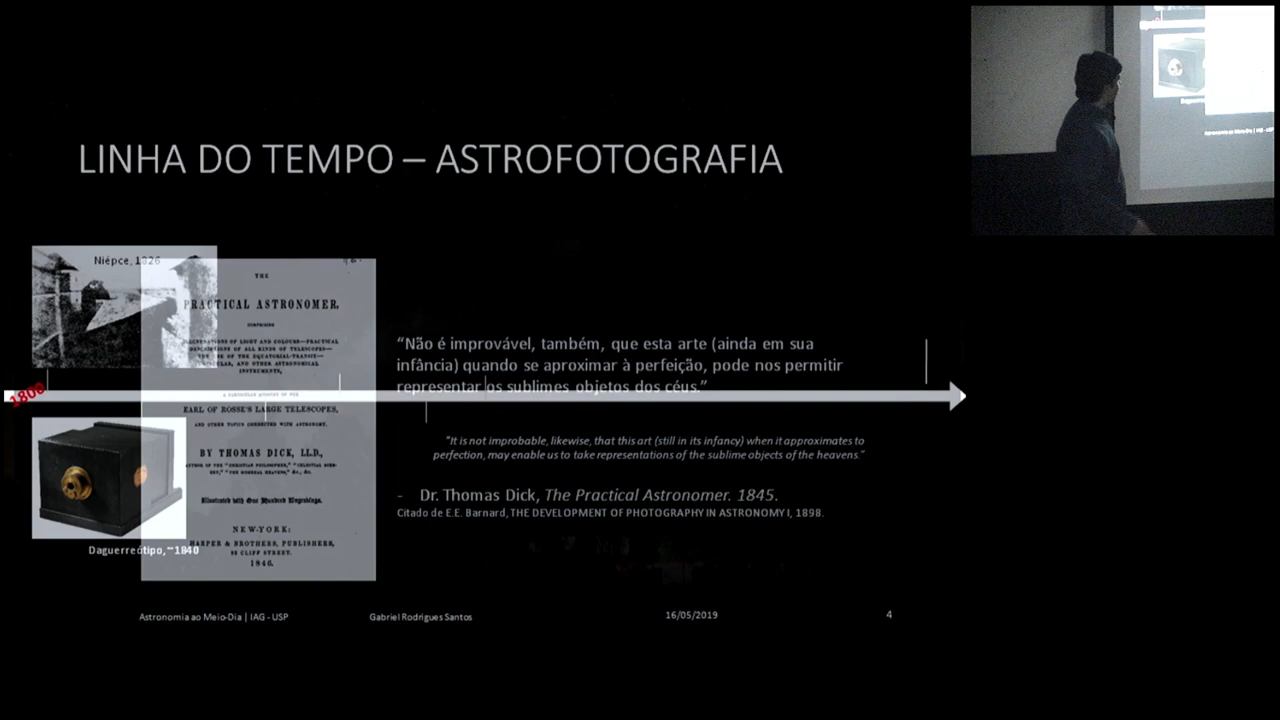 LINHA DO TEMPO – ASTROFOTOGRAFIA
Niépce, 1826
1800
Daguerreótipo, ~1840
THE
PRACTICAL ASTRONOMER,
COMPRISING
ILLUSTRATIONS OF LIGHT AND COLOURS—PRACTICAL
DESCRIPTIONS OF ALL KINDS OF TELESCOPES—
THE USE OF THE EQUATORIAL-TRANSIT—
CIRCULAR, AND OTHER ASTRONOMICAL
INSTRUMENTS,
EARL OF ROSSE'S LARGE TELESCOPES,
AND OTHER TOPICS CONNECTED WITH ASTRONOMY.
BY THOMAS DICK, LL.D.,
AUTHOR OF THE "CHRISTIAN PHILOSOPHER," "CELESTIAL SCEN-
ERY," "THE SIDEREAL HEAVENS," &c., &c.
Illustrated with One Hundred Engravings.
NEW-YORK:
HARPER & BROTHERS, PUBLISHERS,
82 CLIFF STREET.
1846.
“Não é improvável, também, que esta arte (ainda em sua
infância) quando se aproximar à perfeição, pode nos permitir
representar os sublimes objetos dos céus.”
"It is not improbable, likewise, that this art (still in its infancy) when it approximates to
perfection, may enable us to take representations of the sublime objects of the heavens.“
- Dr. Thomas Dick, The Practical Astronomer. 1845.
Citado de E.E. Barnard, THE DEVELOPMENT OF PHOTOGRAPHY IN ASTRONOMY I, 1898.
Astronomia ao Meio-Dia | IAG - USP
Gabriel Rodrigues Santos
16/05/2019
4